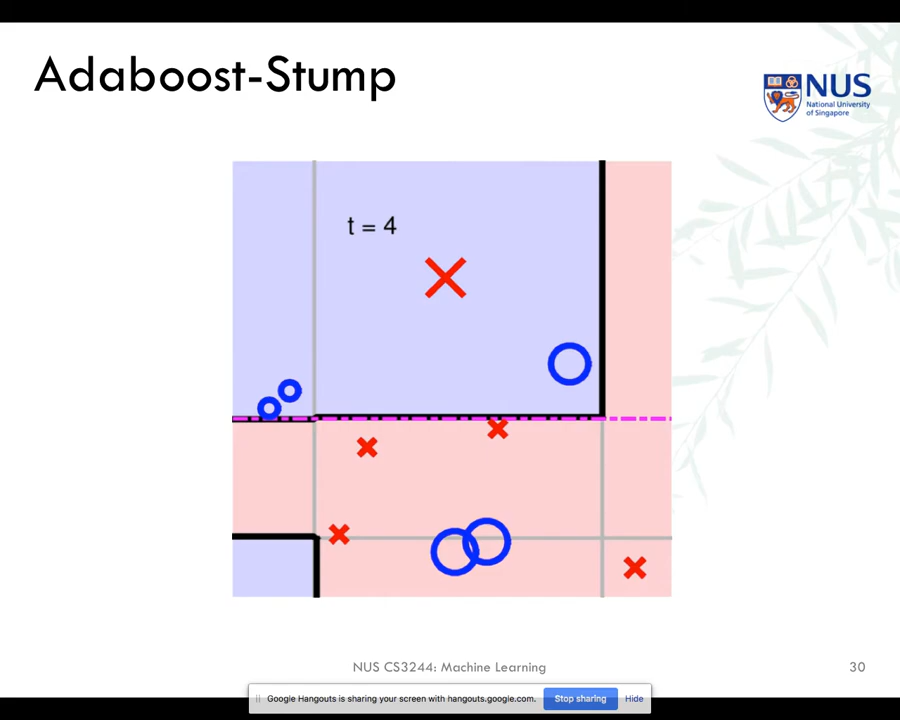 Adaboost-Stump
NUS
National University
of Singapore
t = 4
NUS CS3244: Machine Learning
30
Google Hangouts is sharing your screen with hangouts.google.com.
Stop sharing
Hide